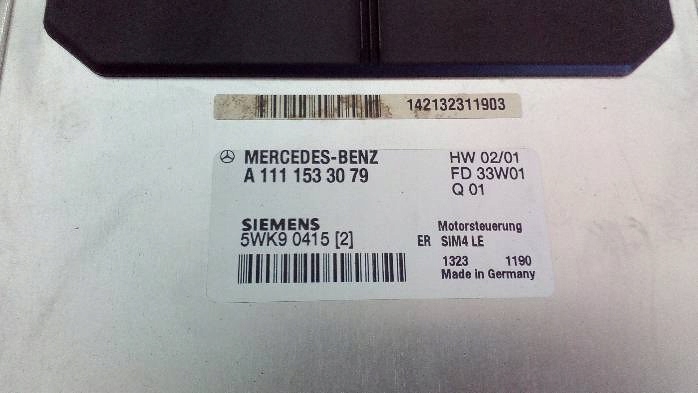 142132311903
MERCEDES-BENZ
A 111 153 30 79
HW 02/01
FD 33W01
Q 01
SIEMENS
5WK9 0415 [2]
Motorsteuerung
ER SIM4 LE
1323 1190
Made in Germany